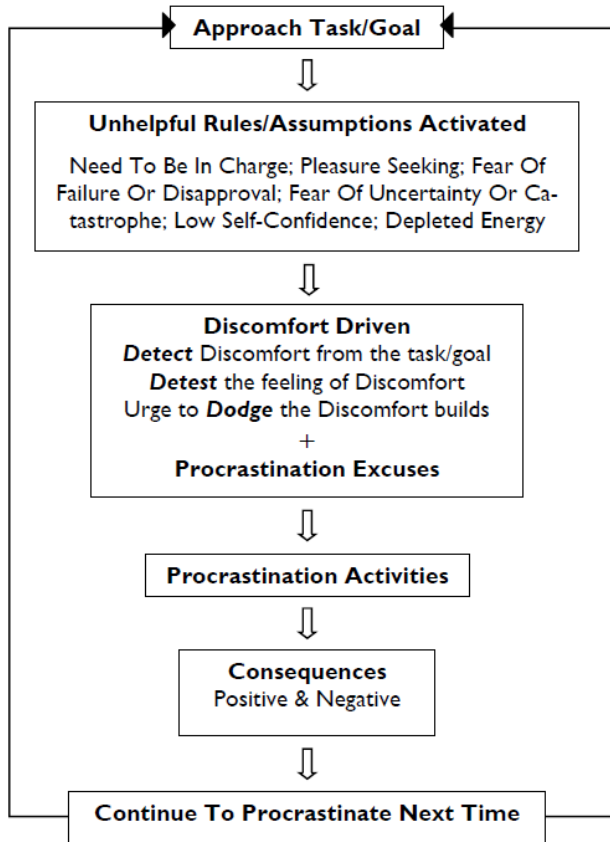 Approach Task/Goal
Unhelpful Rules/Assumptions Activated
Need To Be In Charge; Pleasure Seeking; Fear Of
Failure Or Disapproval; Fear Of Uncertainty Or Ca-
tastrophe; Low Self-Confidence; Depleted Energy
Discomfort Driven
Detect Discomfort from the task/goal
Detest the feeling of Discomfort
Urge to Dodge the Discomfort builds
+
Procrastination Excuses
Procrastination Activities
Consequences
Positive & Negative
Continue To Procrastinate Next Time